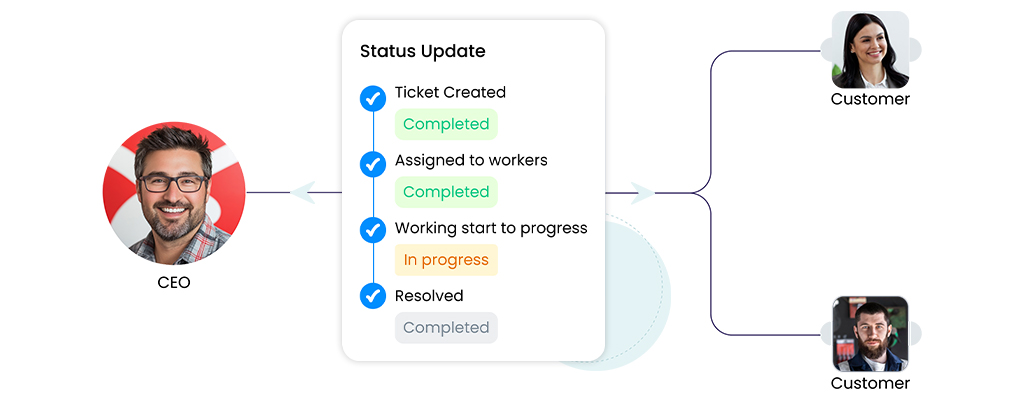 Status Update
Ticket Created
Completed
Assigned to workers
Completed
Working start to progress
In progress
Resolved
Completed
CEO
Customer
Customer